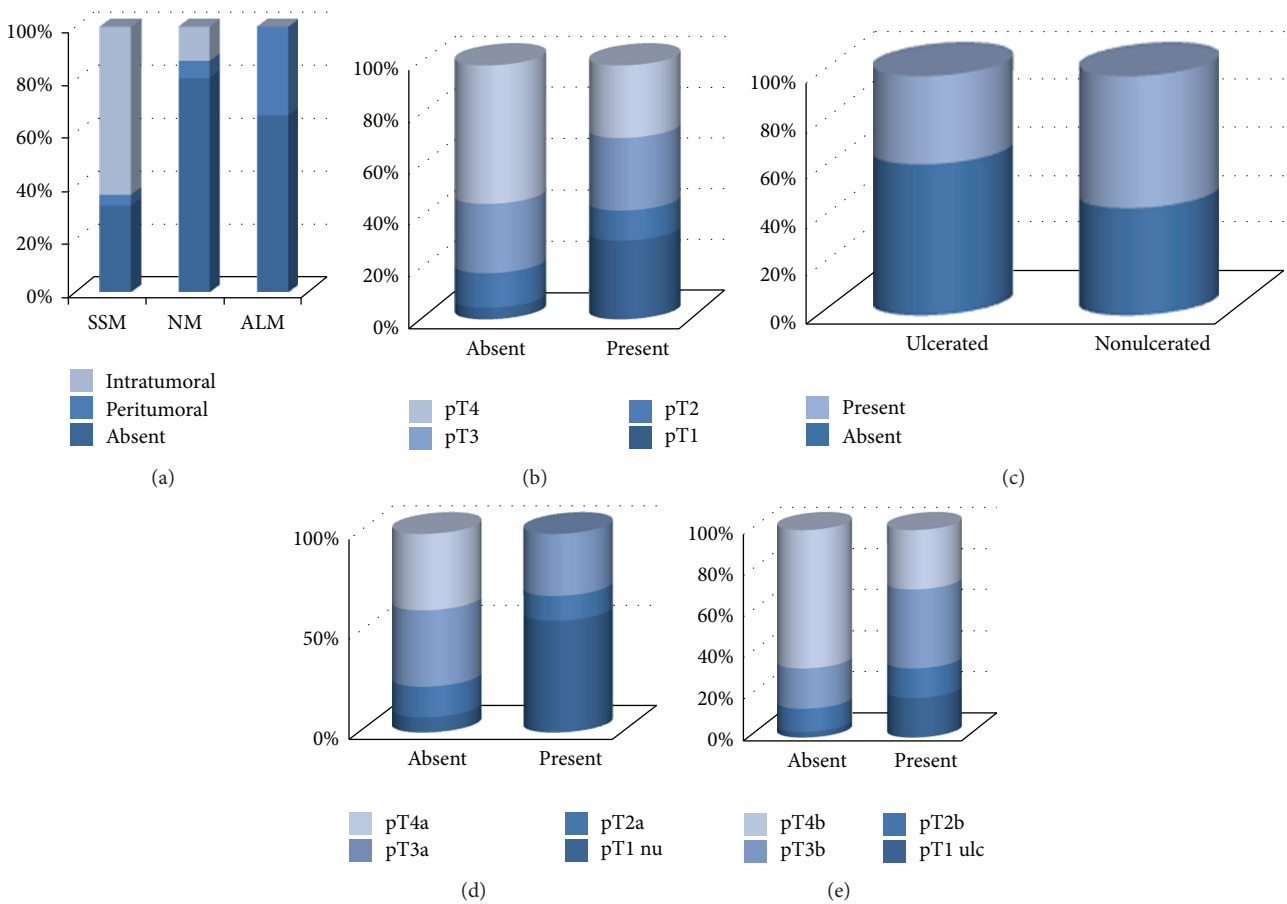 100%
80%
60%
40%
20%
0%
SSM NM ALM
Intratumoral
Peritumoral
Absent
(a)
100%
80%
60%
40%
20%
0%
Absent Present
pT4 pT2
pT3 pT1
(b)
100%
80%
60%
40%
20%
0%
Ulcerated Nonulcerated
Present
Absent
(c)
100%
50%
0%
Absent Present
pT4a pT2a
pT3a pT1 nu
(d)
100%
80%
60%
40%
20%
0%
Absent Present
pT4b pT2b
pT3b pT1 ulc
(e)